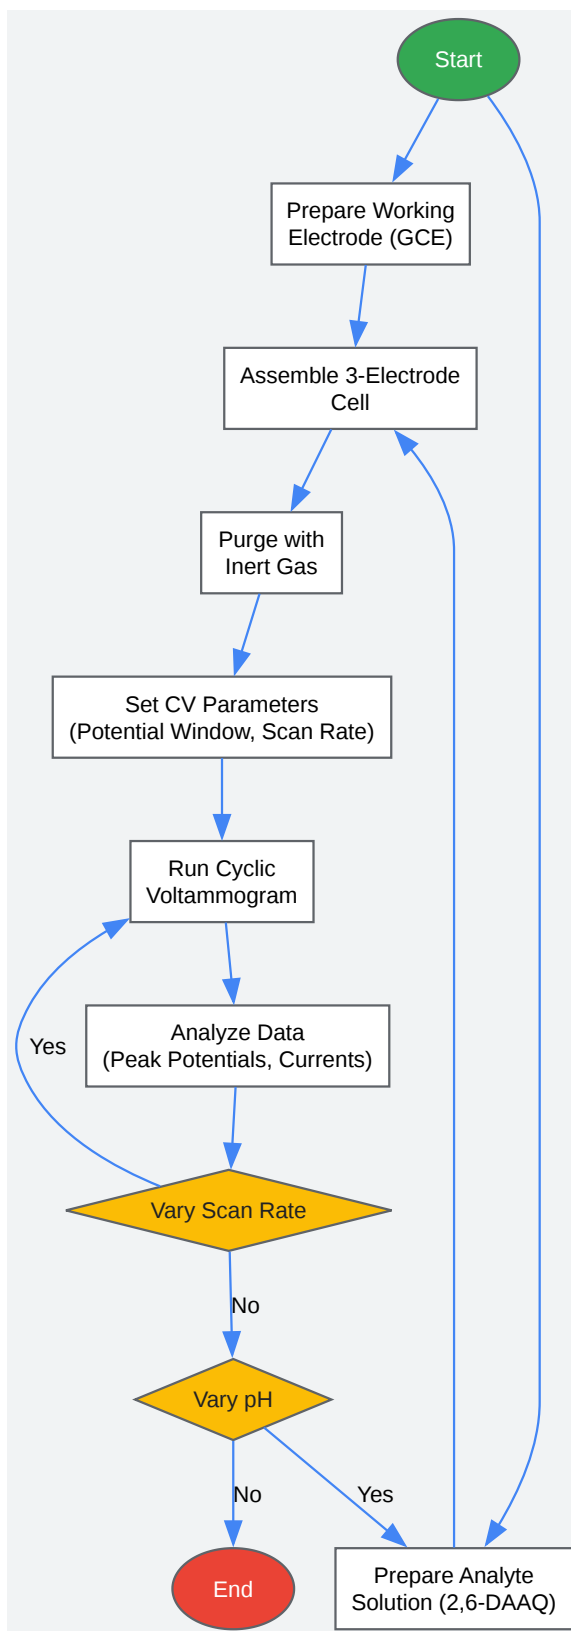 Start
Prepare Working
Electrode (GCE)
Assemble 3-Electrode
Cell
Purge with
Inert Gas
Set CV Parameters
(Potential Window, Scan Rate)
Run Cyclic
Voltammogram
Analyze Data
(Peak Potentials, Currents)
Yes
Vary Scan Rate
No
Vary pH
No
Yes
End
Prepare Analyte
Solution (2,6-DAAQ)